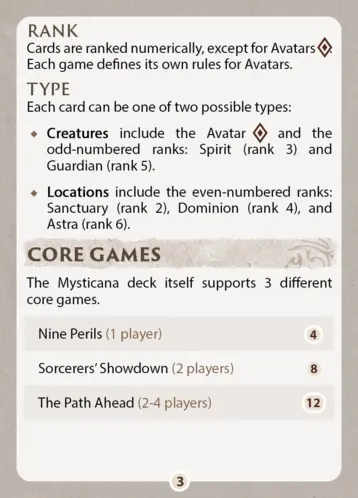 RANK
Cards are ranked numerically, except for Avatars
Each game defines its own rules for Avatars.
TYPE
Each card can be one of two possible types:
Creatures include the Avatar and the
odd-numbered ranks: Spirit (rank 3) and
Guardian (rank 5).
Locations include the even-numbered ranks:
Sanctuary (rank 2), Dominion (rank 4), and
Astra (rank 6).
CORE GAMES
The Mysticana deck itself supports 3 different
core games.
Nine Perils (1 player) 4
Sorcerers' Showdown (2 players) 8
The Path Ahead (2-4 players) 12
3